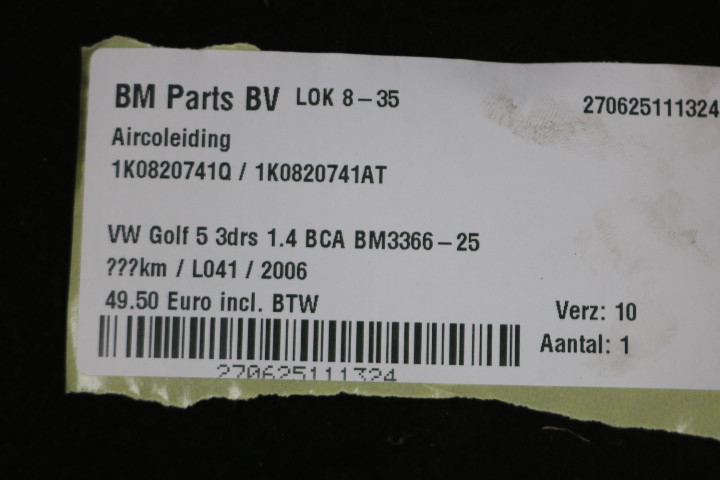 BM Parts BV LOK 8-35 270625111324
Aircoleiding
1K0820741Q / 1K0820741AT
VW Golf 5 3drs 1.4 BCA BM3366-25
???km / L041 / 2006
49.50 Euro incl. BTW
Verz: 10
Aantal: 1
270625111324